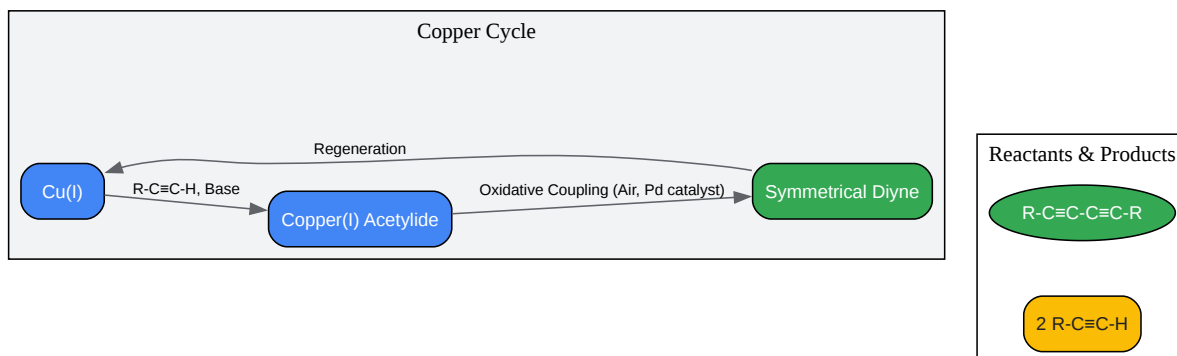 Copper Cycle
Regeneration
Cu(I)
R-C≡C-H, Base
Copper(I) Acetylide
Oxidative Coupling (Air, Pd catalyst)
Symmetrical Diyne
Reactants & Products
R-C≡C-C≡C-R
2 R-C≡C-H